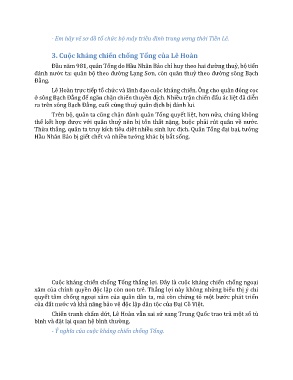 - Em hãy vẽ sơ đồ tổ chức bộ máy triều đình trung ương thời Tiền Lê.
3. Cuộc kháng chiến chống Tống của Lê Hoàn
Đầu năm 981, quân Tống do Hầu Nhân Bảo chỉ huy theo hai đường thuỷ, bộ tiến
đánh nước ta: quân bộ theo đường Lạng Sơn, còn quân thuỷ theo đường sông Bạch
Đằng.
Lê Hoàn trực tiếp tổ chức và lãnh đạo cuộc kháng chiến. Ông cho quân đóng cọc
ở sông Bạch Đằng để ngăn chặn chiến thuyền địch. Nhiều trận chiến đấu ác liệt đã diễn
ra trên sông Bạch Đằng, cuối cùng thuỷ quân địch bị đánh lui.
Trên bộ, quân ta cũng chặn đánh quân Tống quyết liệt, hơn nữa, chúng không
thể kết hợp được với quân thuỷ nên bị tổn thất nặng, buộc phải rút quân về nước.
Thừa thắng, quân ta truy kích tiêu diệt nhiều sinh lực địch. Quân Tống đại bại, tướng
Hầu Nhân Bảo bị giết chết và nhiều tướng khác bị bắt sống.
Cuộc kháng chiến chống Tống thắng lợi. Đây là cuộc kháng chiến chống ngoại
xâm của chính quyền độc lập còn non trẻ. Thắng lợi này không những biểu thị ý chí
quyết tâm chống ngoại xâm của quân dân ta, mà còn chứng tỏ một bước phát triển
của đất nước và khả năng bảo vệ độc lập dân tộc của Đại Cồ Việt.
Chiến tranh chấm dứt, Lê Hoàn vẫn sai sứ sang Trung Quốc trao trả một số tù
binh và đặt lại quan hệ bình thường.
- Ý nghĩa của cuộc kháng chiến chống Tống.